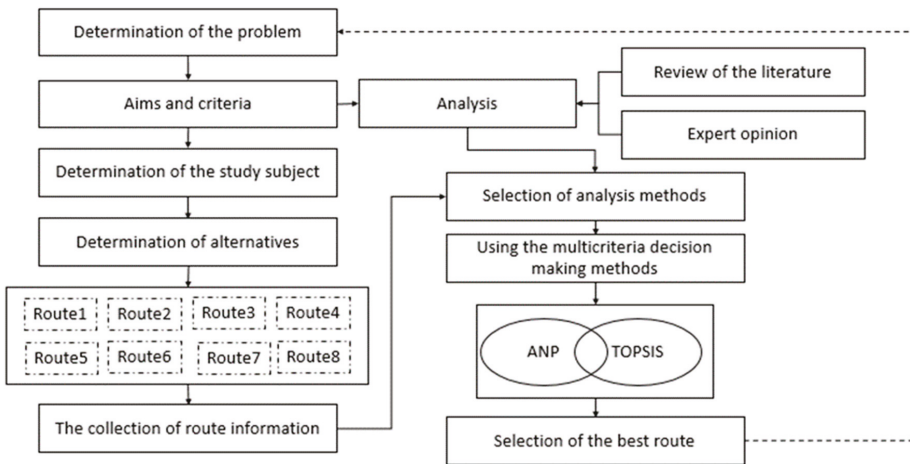 Determination of the problem
Aims and criteria
Determination of the study subject
Determination of alternatives
Route1 Route2 Route3 Route4
Route5 Route6 Route7 Route8
The collection of route information
Analysis
Review of the literature
Expert opinion
Selection of analysis methods
Using the multicriteria decision
making methods
ANP TOPSIS
Selection of the best route